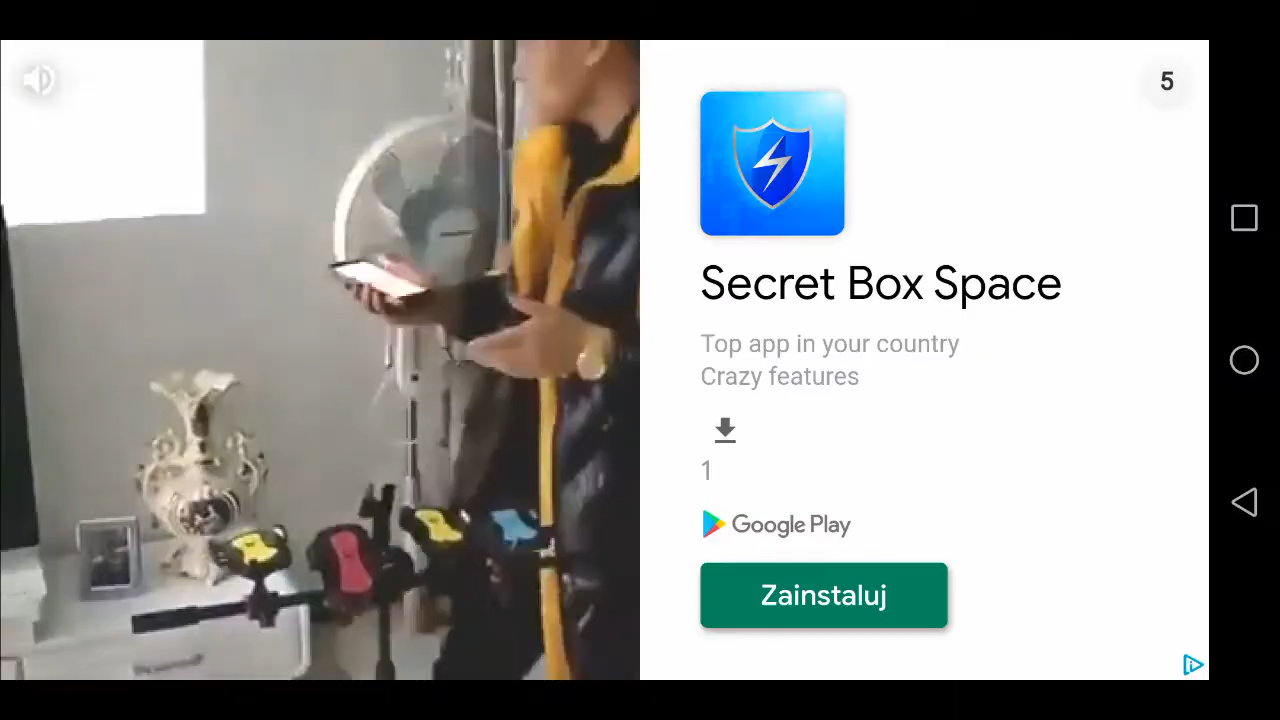 5
Secret Box Space
Top app in your country
Crazy features
1
Google Play
Zainstaluj